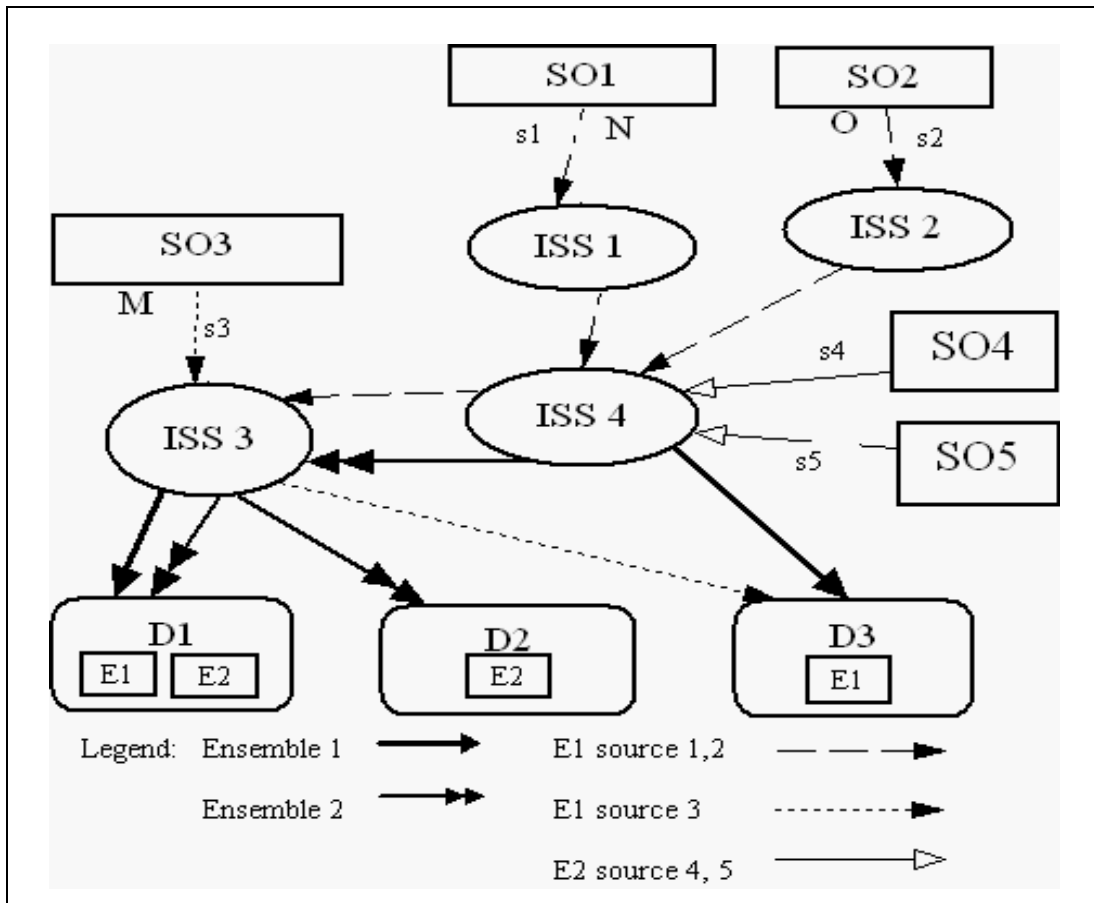 SO1
SO2
s1
N
O
s2
ISS 1
ISS 2
SO3
M
s3
s4
SO4
ISS 3
ISS 4
s5
SO5
D1
E1
E2
D2
E2
D3
E1
Legend: Ensemble 1
E1 source 1,2
Ensemble 2
E1 source 3
E2 source 4, 5